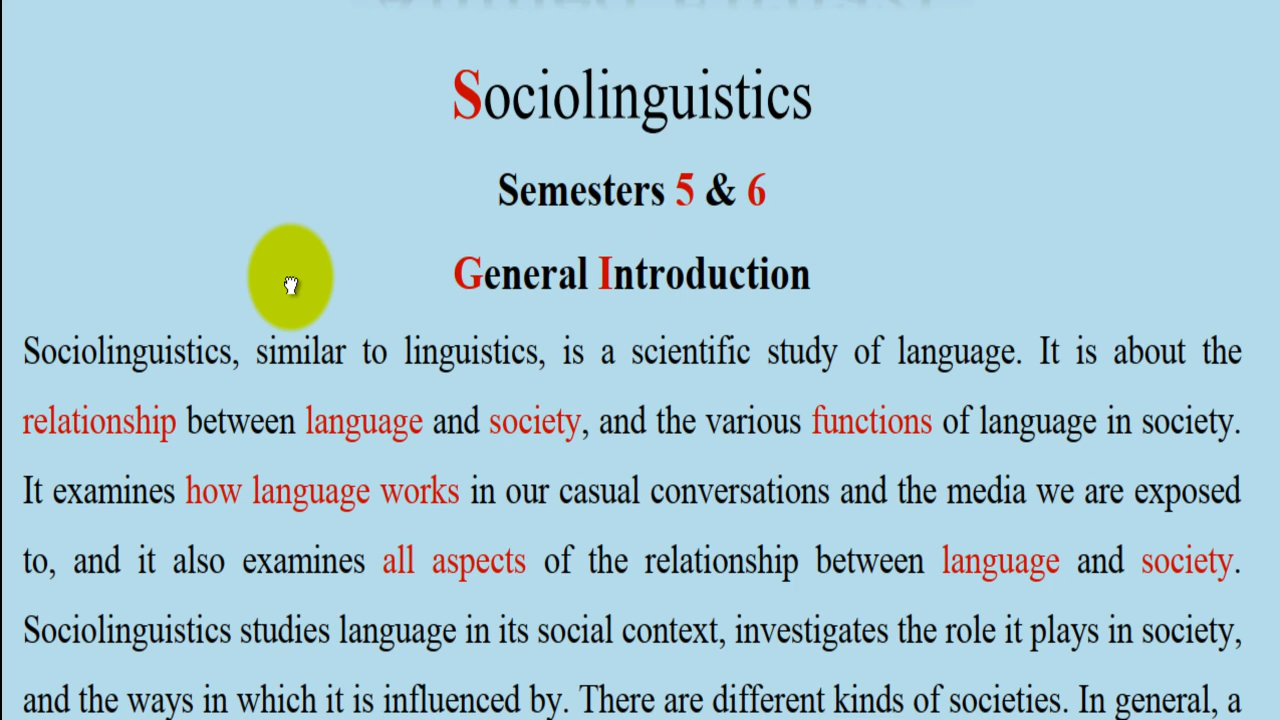 Sociolinguistics
Semesters 5 & 6
General Introduction
Sociolinguistics, similar to linguistics, is a scientific study of language. It is about the
relationship between language and society, and the various functions of language in society.
It examines how language works in our casual conversations and the media we are exposed
to, and it also examines all aspects of the relationship between language and society.
Sociolinguistics studies language in its social context, investigates the role it plays in society,
and the ways in which it is influenced by. There are different kinds of societies. In general, a